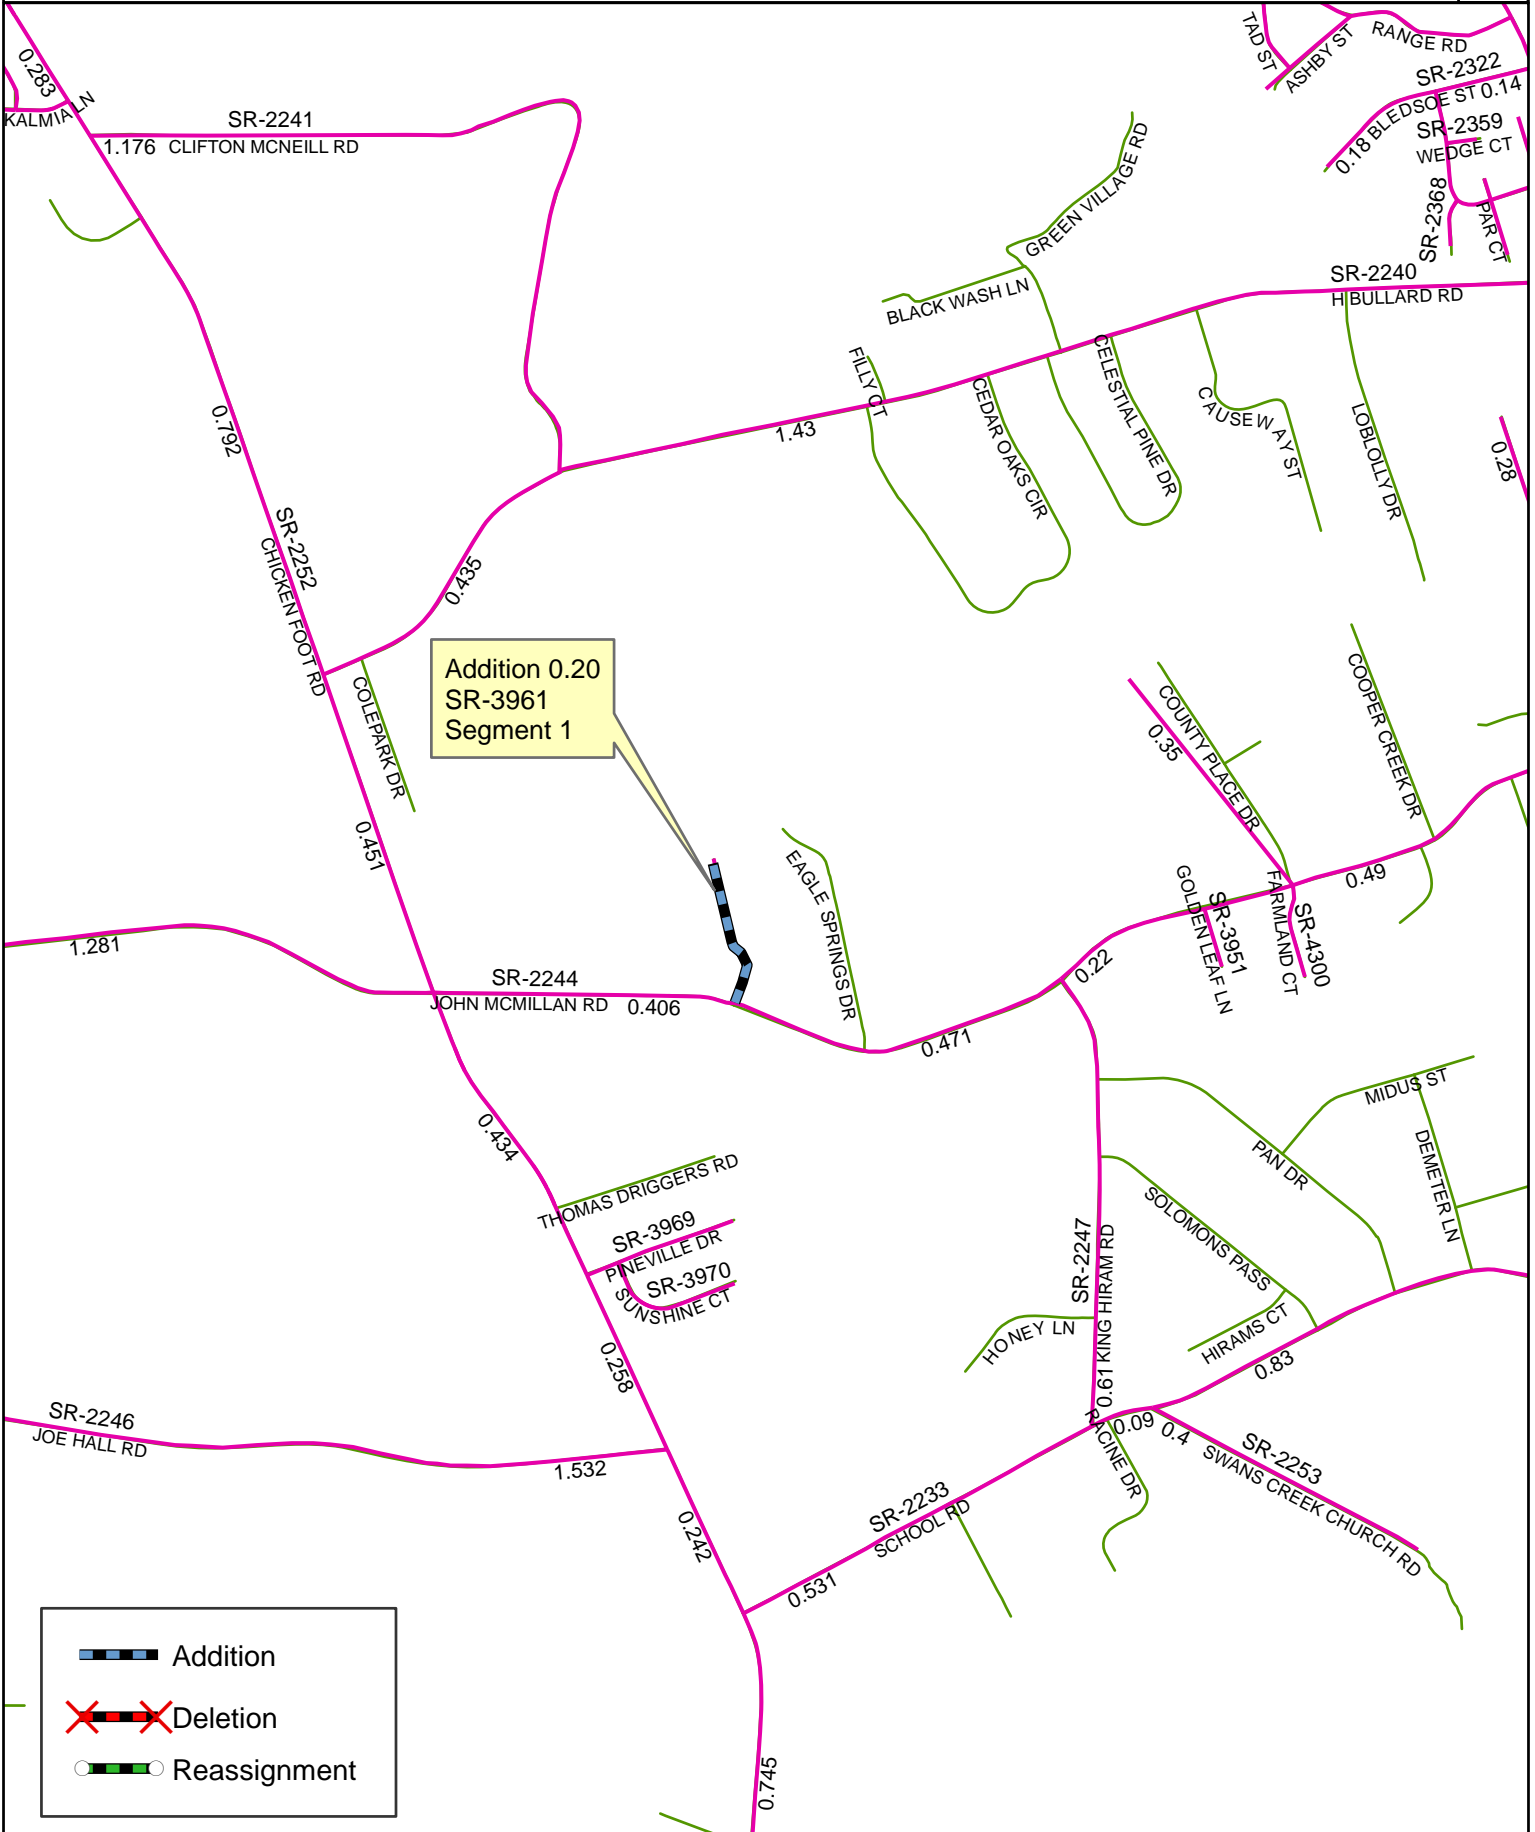 TAD ST
ASHBY ST
RANGE RD
SR-2322
BLEDSOE ST
0.14
0.18
SR-2359
WEDGE CT
SR-2368
PAR CT
0.283
KALMIA LN
SR-2241
1.176
CLIFTON MCNEILL RD
GREEN VILLAGE RD
BLACK WASH LN
SR-2240
H BULLARD RD
FILLY CT
CEDAR OAKS CIR
CELESTIAL PINE DR
CAUSEWAY ST
LOBLOLLY DR
0.28
0.792
1.43
SR-2252
CHICKEN FOOT RD
0.435
COLEPARK DR
Addition 0.20
SR-3961
Segment 1
COUNTY PLACE DR
0.35
COOPER CREEK DR
0.451
EAGLE SPRINGS DR
GOLDEN LEAF LN
SR-3951
FARMLAND CT
SR-4300
0.49
1.281
SR-2244
JOHN MCMILLAN RD
0.406
0.22
0.471
0.434
MIDUS ST
PAN DR
DEMETER LN
THOMAS DRIGGERS RD
SR-3969
PINEVILLE DR
SR-3970
SUNSHINE CT
SOLOMONS PASS
SR-2247
KING HIRAM RD
0.61
HONEY LN
HIRAMS CT
0.83
0.258
SR-2246
JOE HALL RD
1.532
RACINE DR
0.09
0.4
SR-2253
SWANS CREEK CHURCH RD
SR-2233
SCHOOL RD
0.242
0.531
0.745
Addition
Deletion
Reassignment